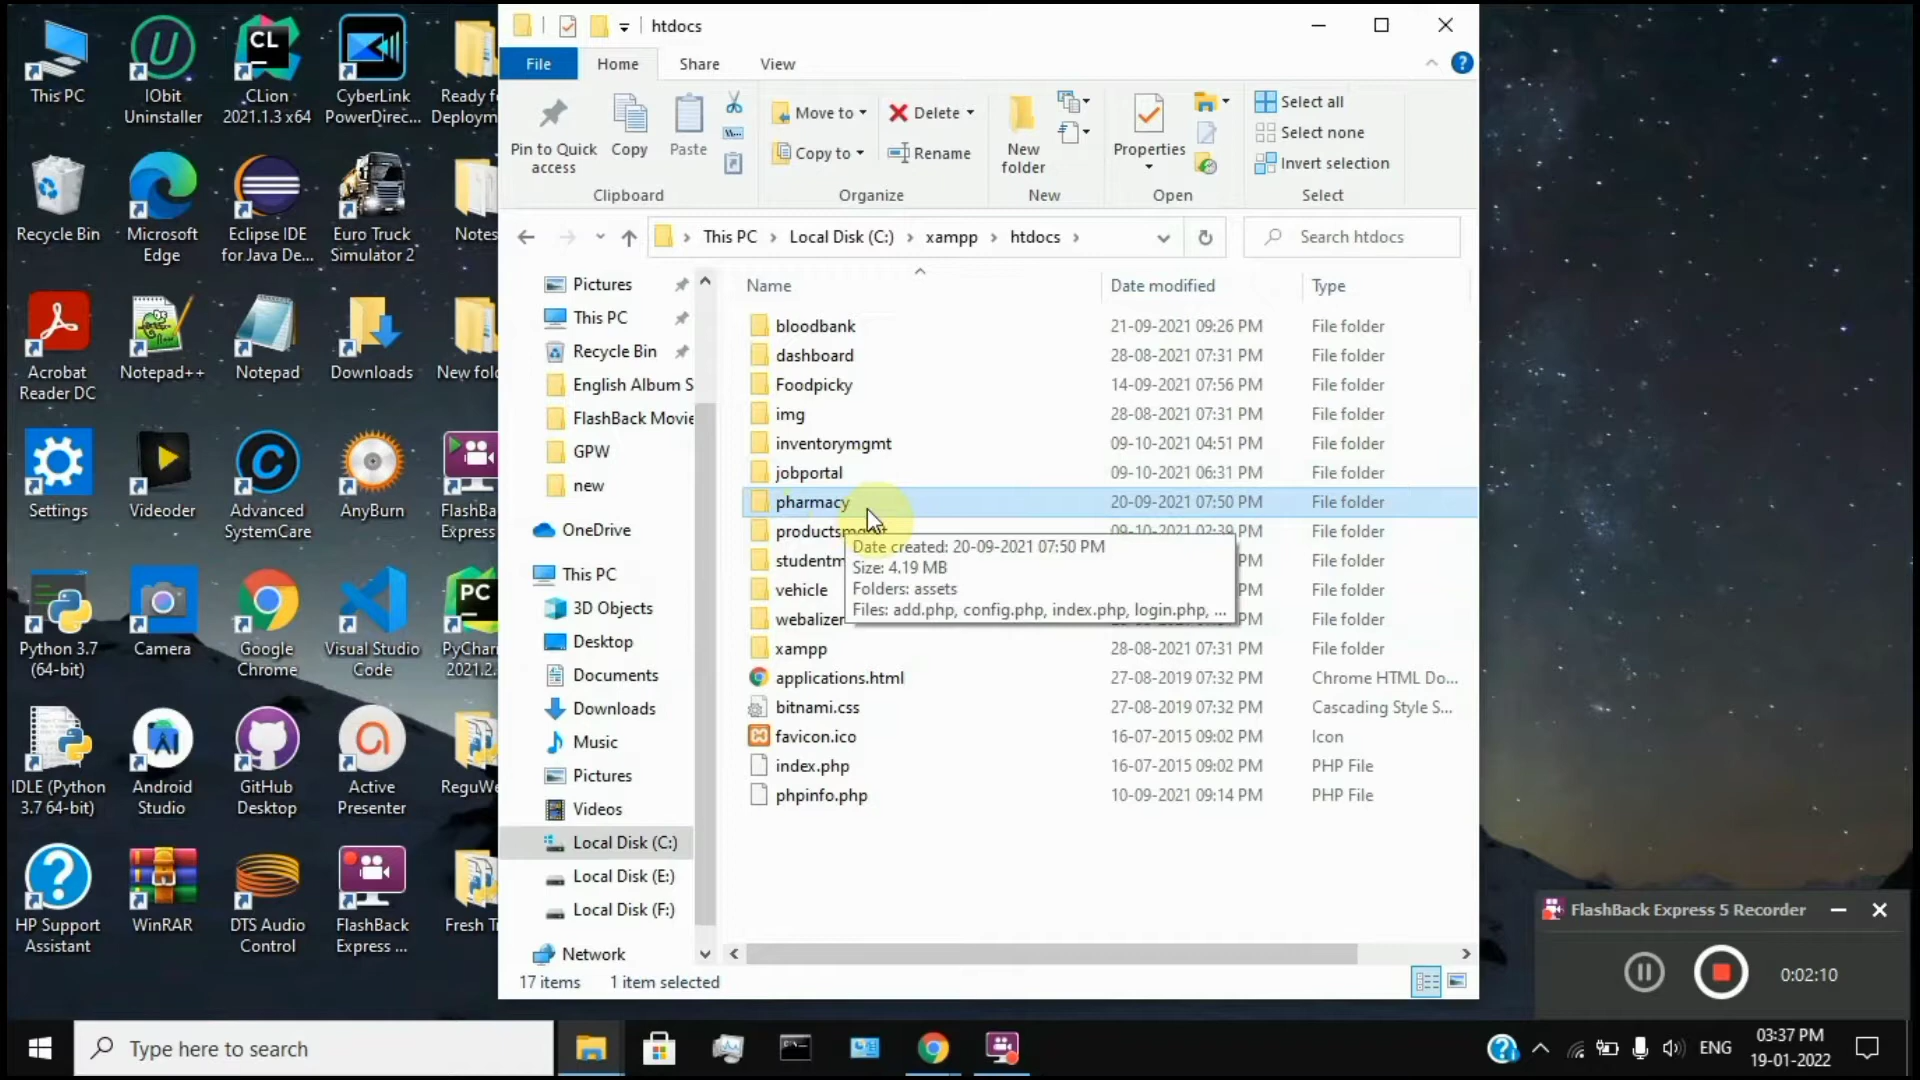 This PC
IObit
Uninstaller
CLion
2021.1.3 x64
CyberLink
PowerDirec...
Ready f
Deploym
Recycle Bin
Microsoft
Edge
Eclipse IDE
for Java De...
Euro Truck
Simulator 2
Notes
Acrobat
Reader DC
Notepad++
Notepad
Downloads
New fol
Settings
Videoder
Advanced
SystemCare
AnyBurn
FlashBa
Express
Python 3.7
(64-bit)
Camera
Google
Chrome
Visual Studio
Code
PyChar
2021.2.
IDLE (Python
3.7 64-bit)
Android
Studio
GitHub
Desktop
Active
Presenter
ReguWe
HP Support
Assistant
WinRAR
DTS Audio
Control
FlashBack
Express ...
Fresh T
htdocs
File Home Share View
Pin to Quick
access
Copy
Paste
Clipboard
Move to
Copy to
Delete
Rename
Organize
New
folder
New
Properties
Open
Select all
Select none
Invert selection
Select
This PC Local Disk (C:) xampp htdocs
Search htdocs
Pictures
This PC
Recycle Bin
English Album S
FlashBack Movie
GPW
new
OneDrive
This PC
3D Objects
Desktop
Documents
Downloads
Music
Pictures
Videos
Local Disk (C:)
Local Disk (E:)
Local Disk (F:)
Network
Name Date modified Type
bloodbank 21-09-2021 09:26 PM File folder
dashboard 28-08-2021 07:31 PM File folder
Foodpicky 14-09-2021 07:56 PM File folder
img 28-08-2021 07:31 PM File folder
inventorymgmt 09-10-2021 04:51 PM File folder
jobportal 09-10-2021 06:31 PM File folder
pharmacy 20-09-2021 07:50 PM File folder
productsmgmt 09-10-2021 02:39 PM File folder
studentm PM File folder
vehicle PM File folder
webalizer PM File folder
xampp 28-08-2021 07:31 PM File folder
applications.html 27-08-2019 07:32 PM Chrome HTML Do...
bitnami.css 27-08-2019 07:32 PM Cascading Style S...
favicon.ico 16-07-2015 09:02 PM Icon
index.php 16-07-2015 09:02 PM PHP File
phpinfo.php 10-09-2021 09:14 PM PHP File
Date created: 20-09-2021 07:50 PM
Size: 4.19 MB
Folders: assets
Files: add.php, config.php, index.php, login.php, ...
17 items 1 item selected
FlashBack Express 5 Recorder
0:02:10
Type here to search
ENG
03:37 PM
19-01-2022